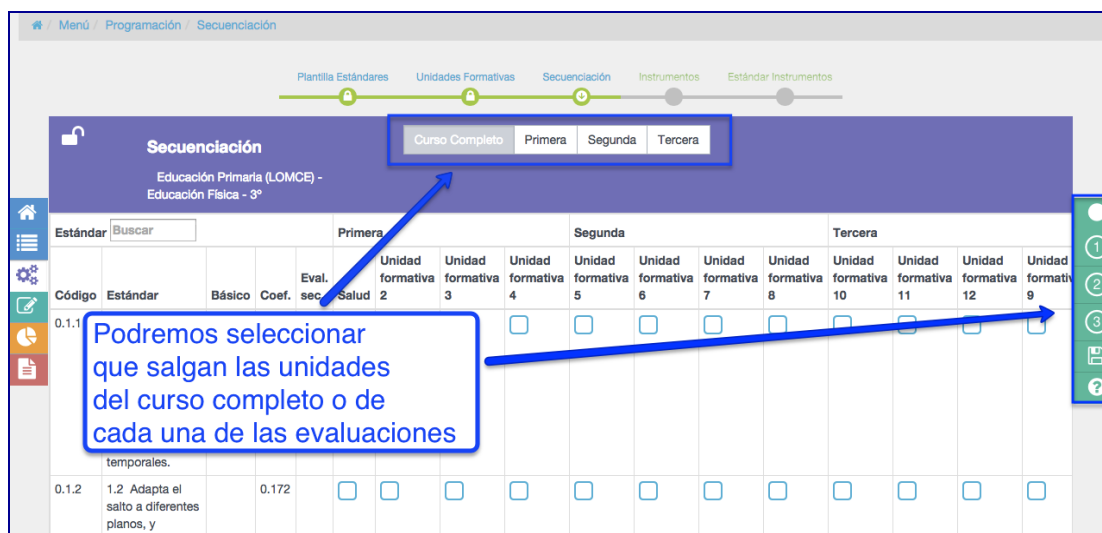 / Menú / Programación / Secuenciación
Plantilla Estándares Unidades Formativas Secuenciación Instrumentos Estándar Instrumentos
Curso Completo Primera Segunda Tercera
Secuenciación
Educación Primaria (LOMCE) -
Educación Física - 3º
Estándar Buscar Primera Segunda Tercera
Código Estándar Básico Coef. Eval. sec. Salud Unidad formativa 2 Unidad formativa 3 Unidad formativa 4 Unidad formativa 5 Unidad formativa 6 Unidad formativa 7 Unidad formativa 8 Unidad formativa 10 Unidad formativa 11 Unidad formativa 12 Unidad formativa 9
0.1.1
Podremos seleccionar
que salgan las unidades
del curso completo o de
cada una de las evaluaciones
temporales.
0.1.2 1.2 Adapta el 0.172
salto a diferentes
planos, y
1
2
3
?